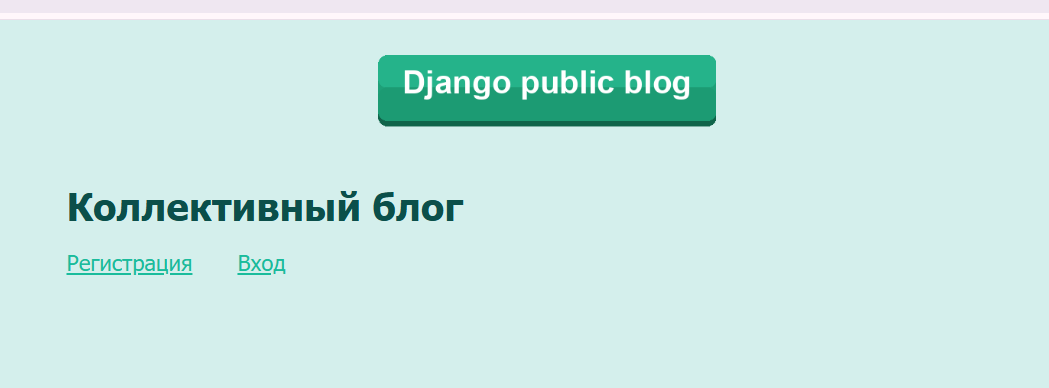 Django public blog
Коллективный блог
Регистрация Вход